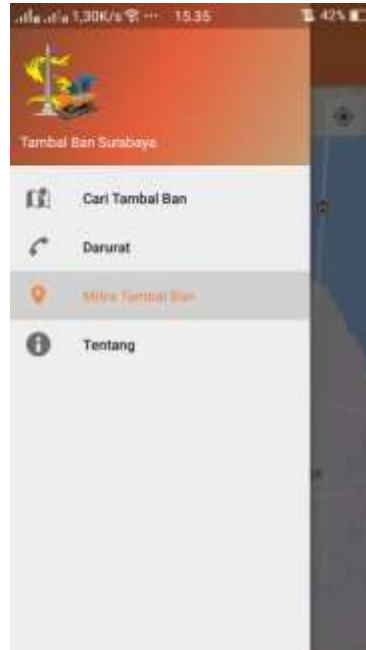 1,30K/s ... 15.35 42%
Tambal Ban Surabaya
Cari Tambal Ban
Darurat
Mitra Tambal Ban
Tentang